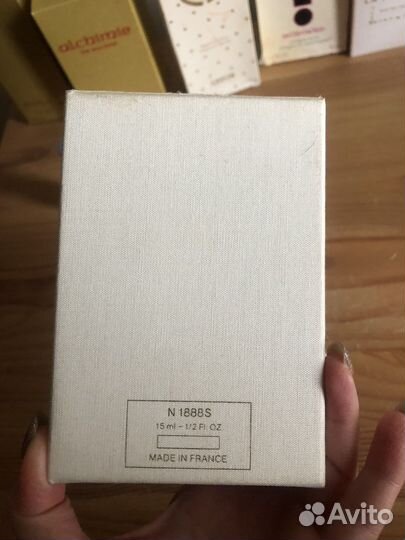 alchimie
N 1888S
15 ml - 1/2 Fl. OZ
MADE IN FRANCE
Avito